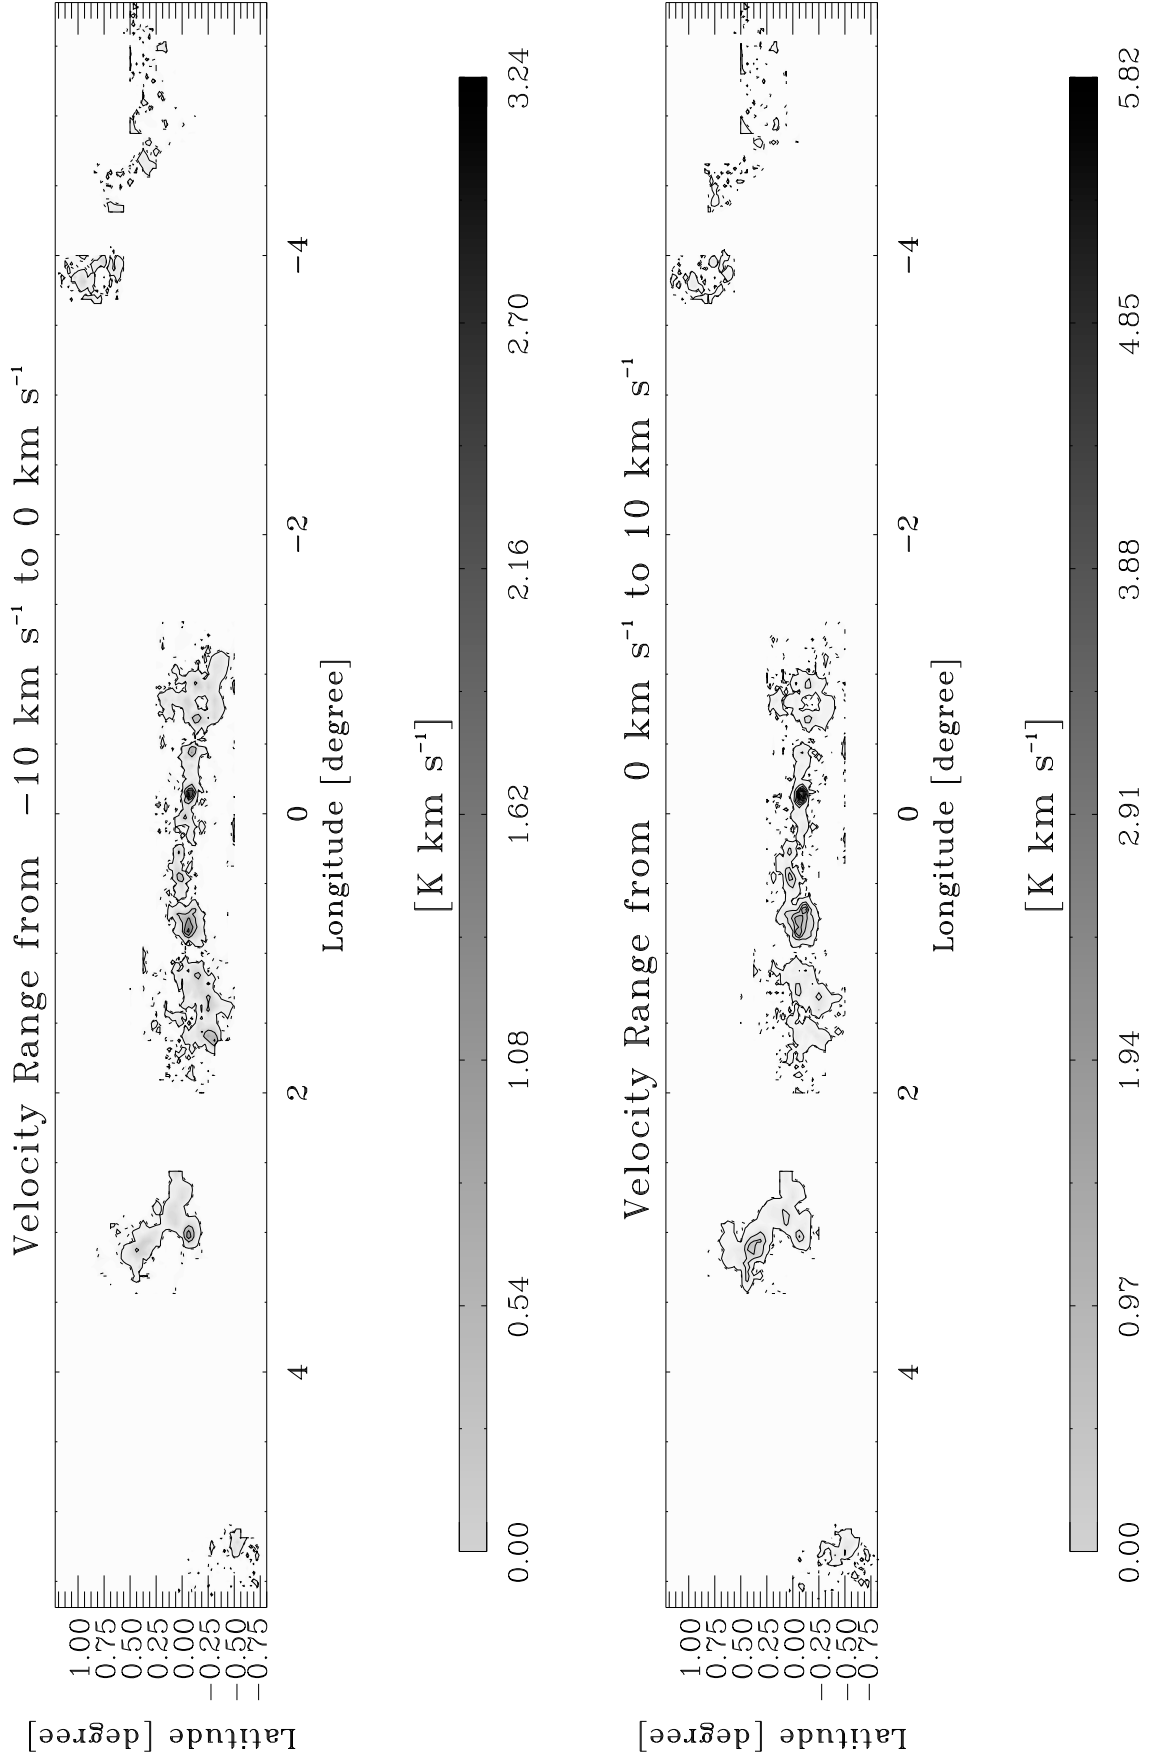 Velocity Range from −10 km s⁻¹ to 0 km s⁻¹
Latitude [degree]
1.00
0.75
0.50
0.25
0.00
−0.25
−0.50
−0.75
4 2 0 −2 −4
Longitude [degree]
[K km s⁻¹]
0.00 0.54 1.08 1.62 2.16 2.70 3.24
Velocity Range from 0 km s⁻¹ to 10 km s⁻¹
Latitude [degree]
1.00
0.75
0.50
0.25
0.00
−0.25
−0.50
−0.75
4 2 0 −2 −4
Longitude [degree]
[K km s⁻¹]
0.00 0.97 1.94 2.91 3.88 4.85 5.82